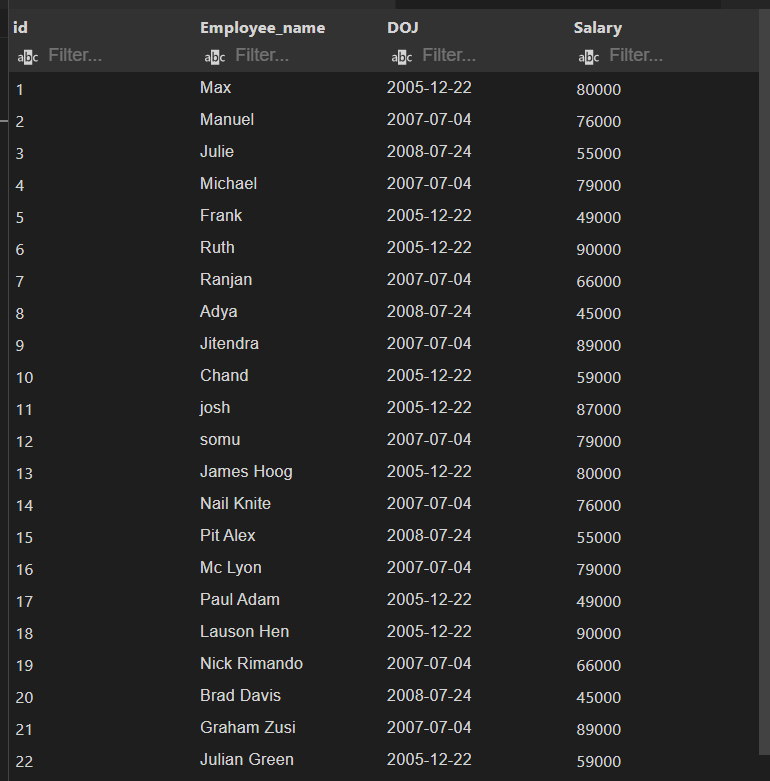 id Employee_name DOJ Salary
abc Filter... abc Filter... abc Filter... abc Filter...
1 Max 2005-12-22 80000
2 Manuel 2007-07-04 76000
3 Julie 2008-07-24 55000
4 Michael 2007-07-04 79000
5 Frank 2005-12-22 49000
6 Ruth 2005-12-22 90000
7 Ranjan 2007-07-04 66000
8 Adya 2008-07-24 45000
9 Jitendra 2007-07-04 89000
10 Chand 2005-12-22 59000
11 josh 2005-12-22 87000
12 somu 2007-07-04 79000
13 James Hoog 2005-12-22 80000
14 Nail Knite 2007-07-04 76000
15 Pit Alex 2008-07-24 55000
16 Mc Lyon 2007-07-04 79000
17 Paul Adam 2005-12-22 49000
18 Lauson Hen 2005-12-22 90000
19 Nick Rimando 2007-07-04 66000
20 Brad Davis 2008-07-24 45000
21 Graham Zusi 2007-07-04 89000
22 Julian Green 2005-12-22 59000